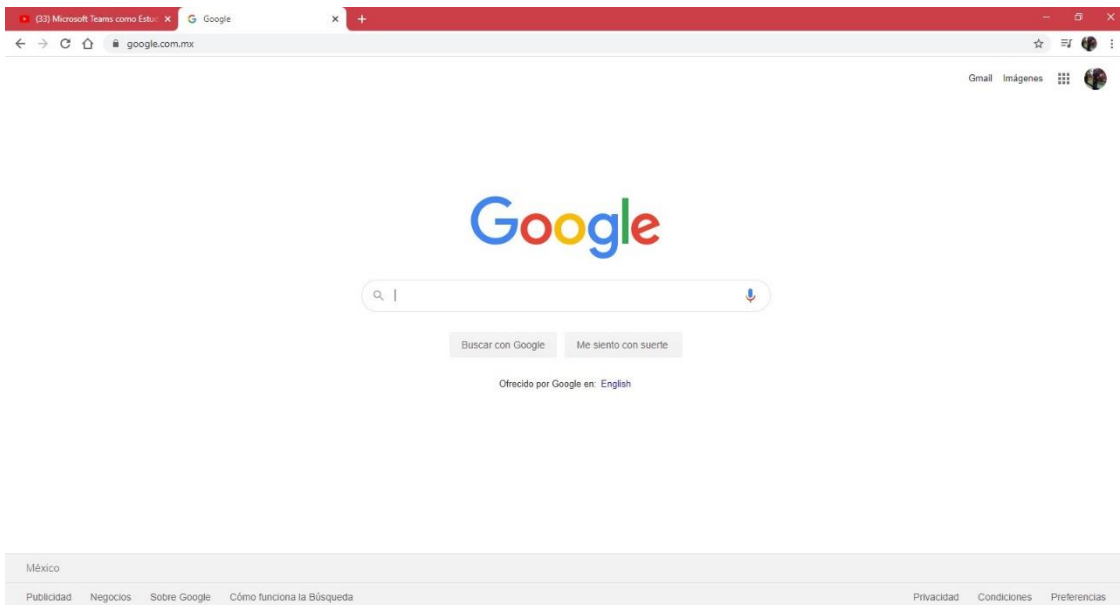 (33) Microsoft Teams como Estud
Google
google.com.mx
Gmail Imágenes
Google
Buscar con Google Me siento con suerte
Ofrecido por Google en: English
México
Publicidad Negocios Sobre Google Cómo funciona la Búsqueda Privacidad Condiciones Preferencias